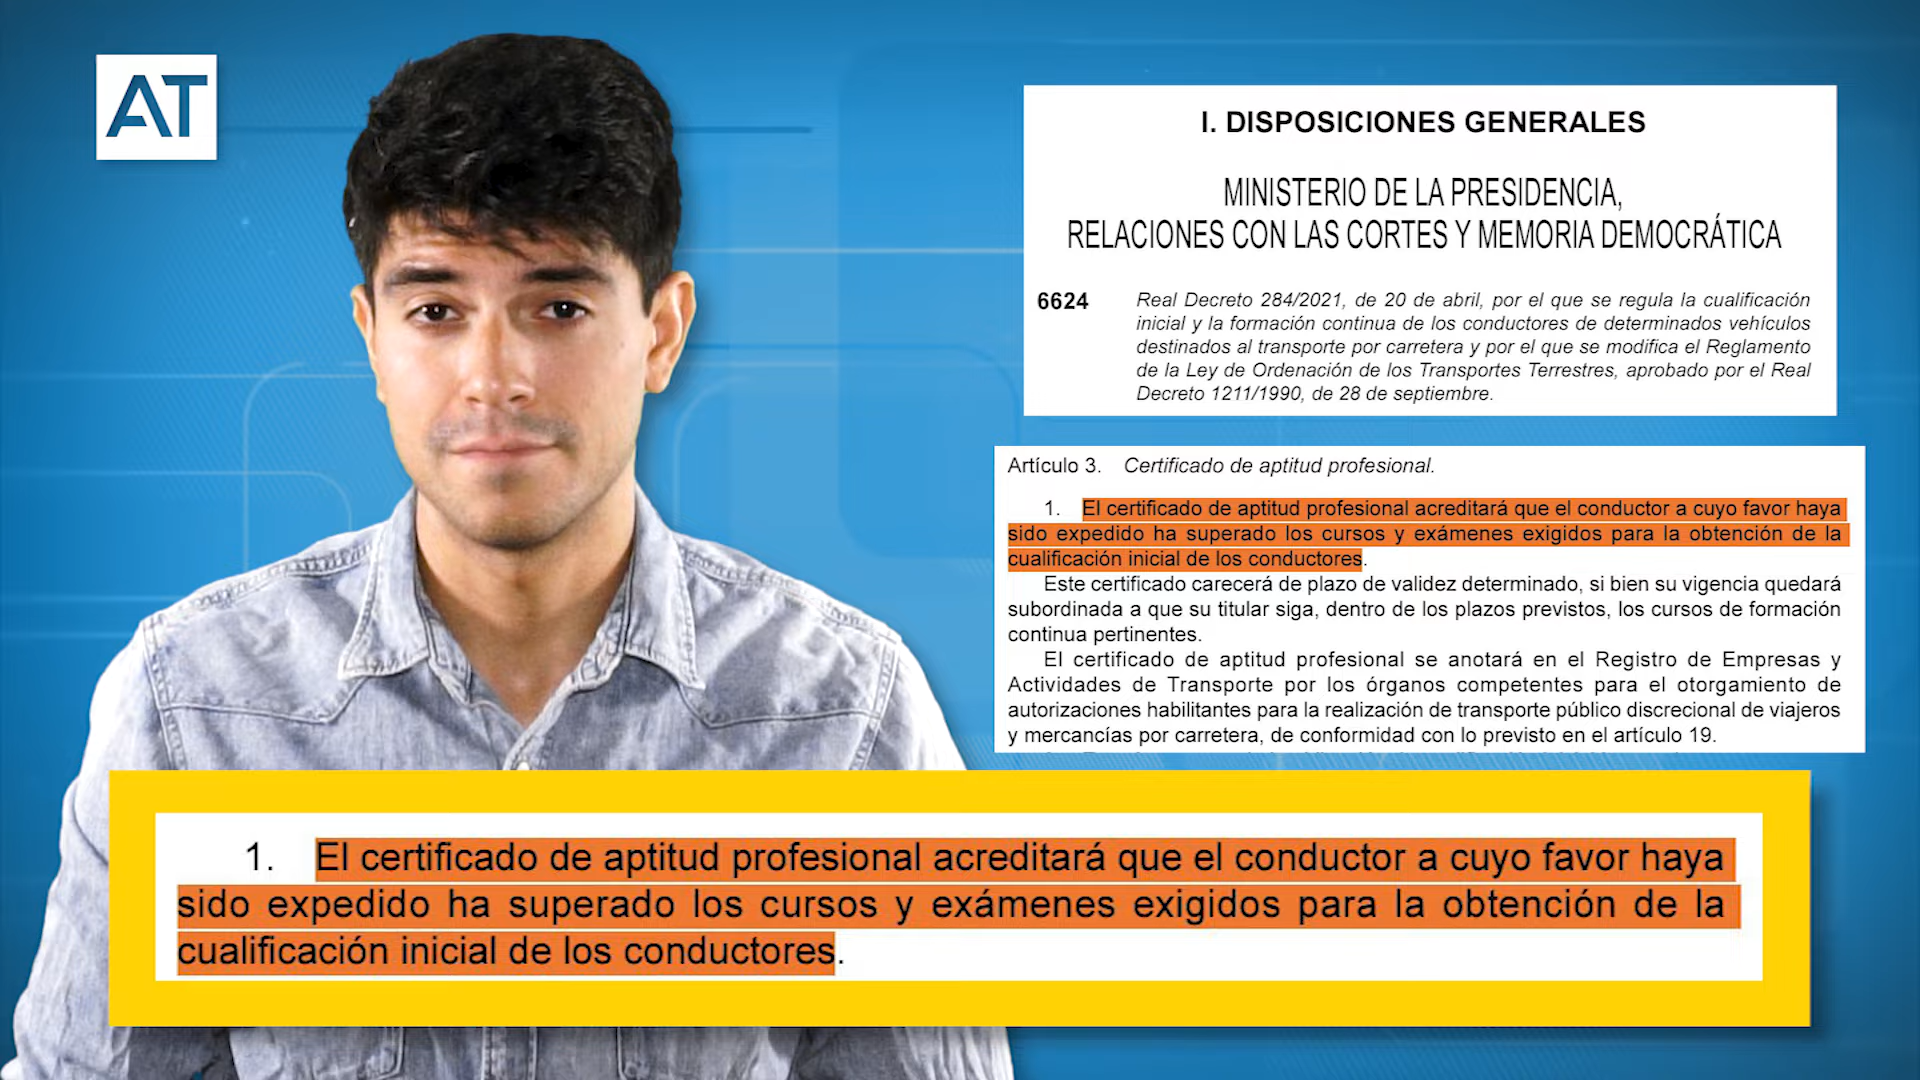 AT
I. DISPOSICIONES GENERALES
MINISTERIO DE LA PRESIDENCIA,
RELACIONES CON LAS CORTES Y MEMORIA DEMOCRÁTICA
6624 Real Decreto 284/2021, de 20 de abril, por el que se regula la cualificación
inicial y la formación continua de los conductores de determinados vehículos
destinados al transporte por carretera y por el que se modifica el Reglamento
de la Ley de Ordenación de los Transportes Terrestres, aprobado por el Real
Decreto 1211/1990, de 28 de septiembre.
Artículo 3. Certificado de aptitud profesional.
1. El certificado de aptitud profesional acreditará que el conductor a cuyo favor haya
sido expedido ha superado los cursos y exámenes exigidos para la obtención de la
cualificación inicial de los conductores.
Este certificado carecerá de plazo de validez determinado, si bien su vigencia quedará
subordinada a que su titular siga, dentro de los plazos previstos, los cursos de formación
continua pertinentes.
El certificado de aptitud profesional se anotará en el Registro de Empresas y
Actividades de Transporte por los órganos competentes para el otorgamiento de
autorizaciones habilitantes para la realización de transporte público discrecional de viajeros
y mercancías por carretera, de conformidad con lo previsto en el artículo 19.
1. El certificado de aptitud profesional acreditará que el conductor a cuyo favor haya
sido expedido ha superado los cursos y exámenes exigidos para la obtención de la
cualificación inicial de los conductores.